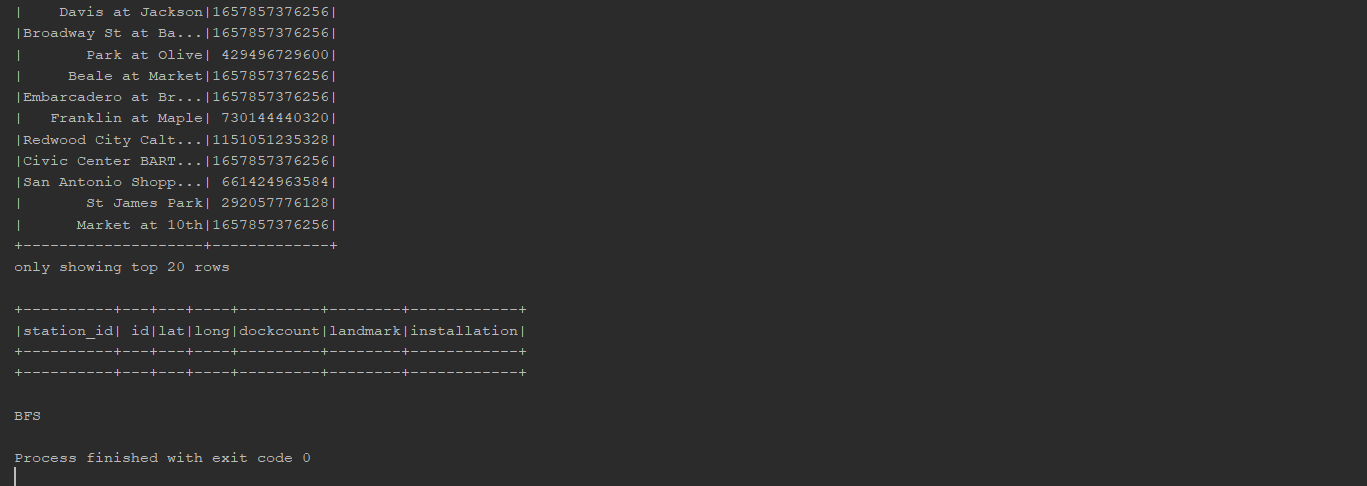 |    Davis at Jackson|1657857376256|
|Broadway St at Ba...|1657857376256|
|       Park at Olive| 429496729600|
|     Beale at Market|1657857376256|
|Embarcadero at Br...|1657857376256|
|   Franklin at Maple| 730144440320|
|Redwood City Calt...|1151051235328|
|Civic Center BART...|1657857376256|
|San Antonio Shopp...| 661424963584|
|       St James Park| 292057776128|
|      Market at 10th|1657857376256|
+--------------------+-------------+
only showing top 20 rows
+----------+---+---+----+---------+--------+------------+
|station_id| id|lat|long|dockcount|landmark|installation|
+----------+---+---+----+---------+--------+------------+
+----------+---+---+----+---------+--------+------------+
BFS
Process finished with exit code 0